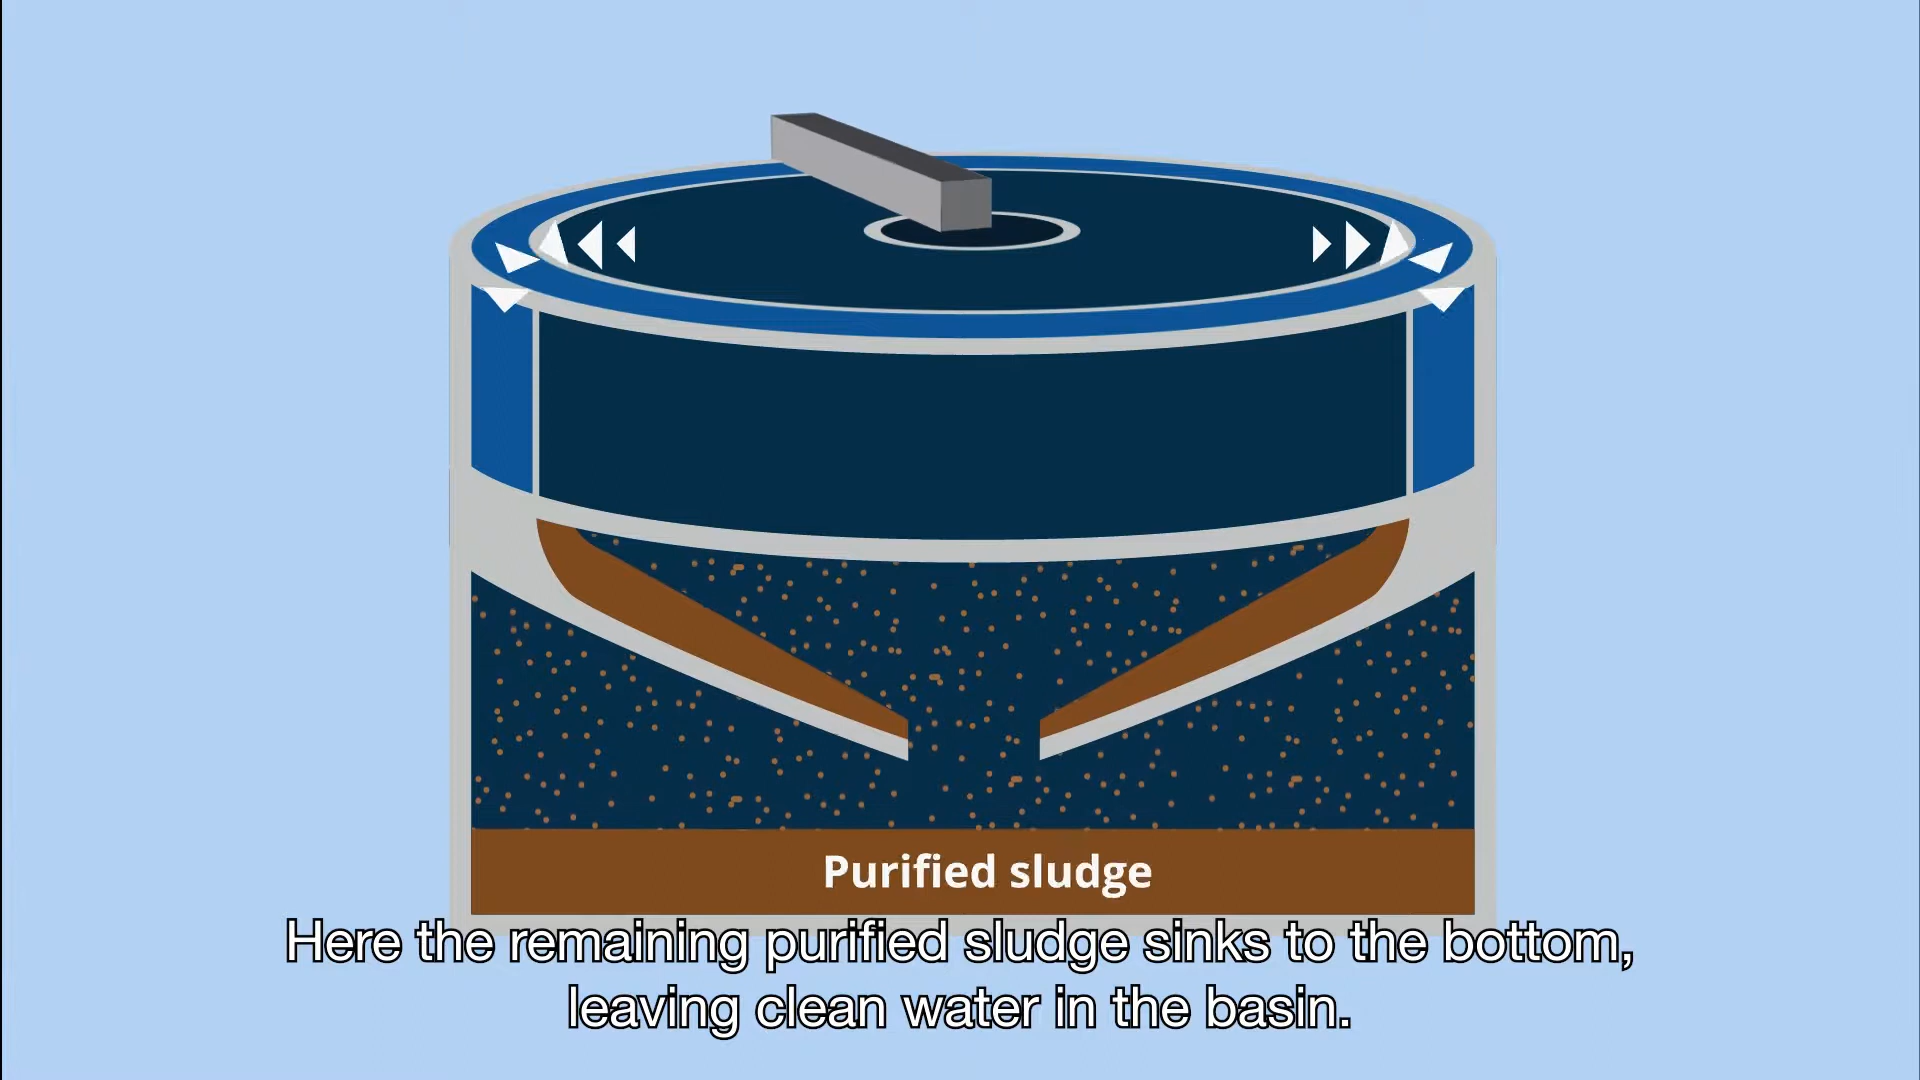 Purified sludge
Here the remaining purified sludge sinks to the bottom,
leaving clean water in the basin.